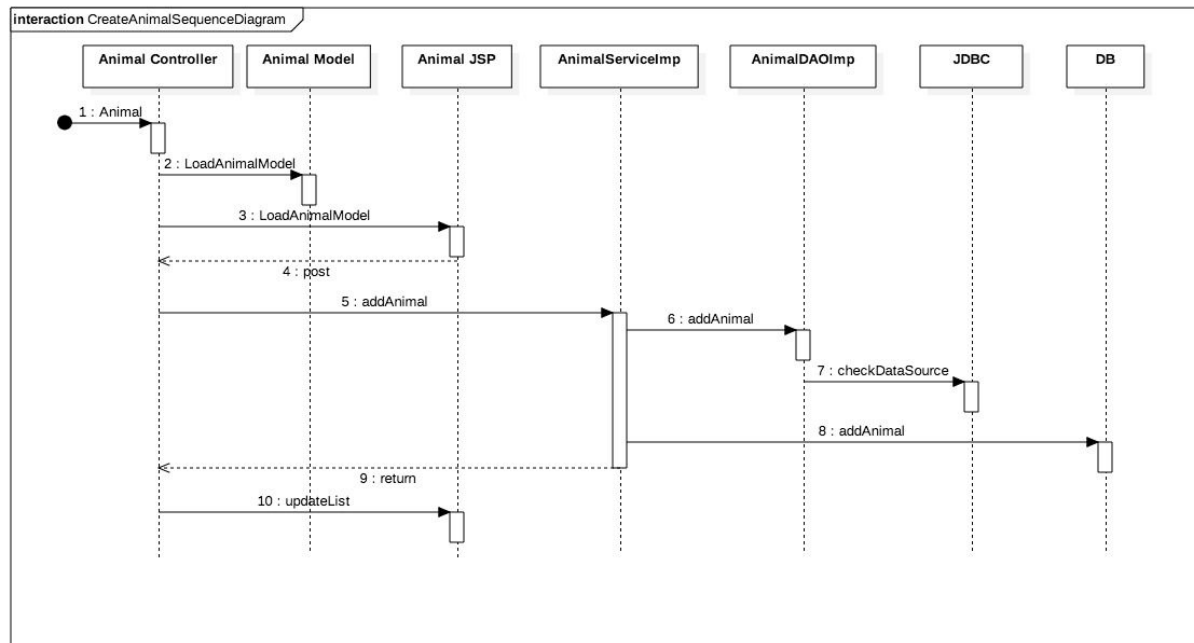 interaction CreateAnimalSequenceDiagram
Animal Controller
Animal Model
Animal JSP
AnimalServiceImp
AnimalDAOImp
JDBC
DB
1 : Animal
2 : LoadAnimalModel
3 : LoadAnimalModel
4 : post
5 : addAnimal
6 : addAnimal
7 : checkDataSource
8 : addAnimal
9 : return
10 : updateList